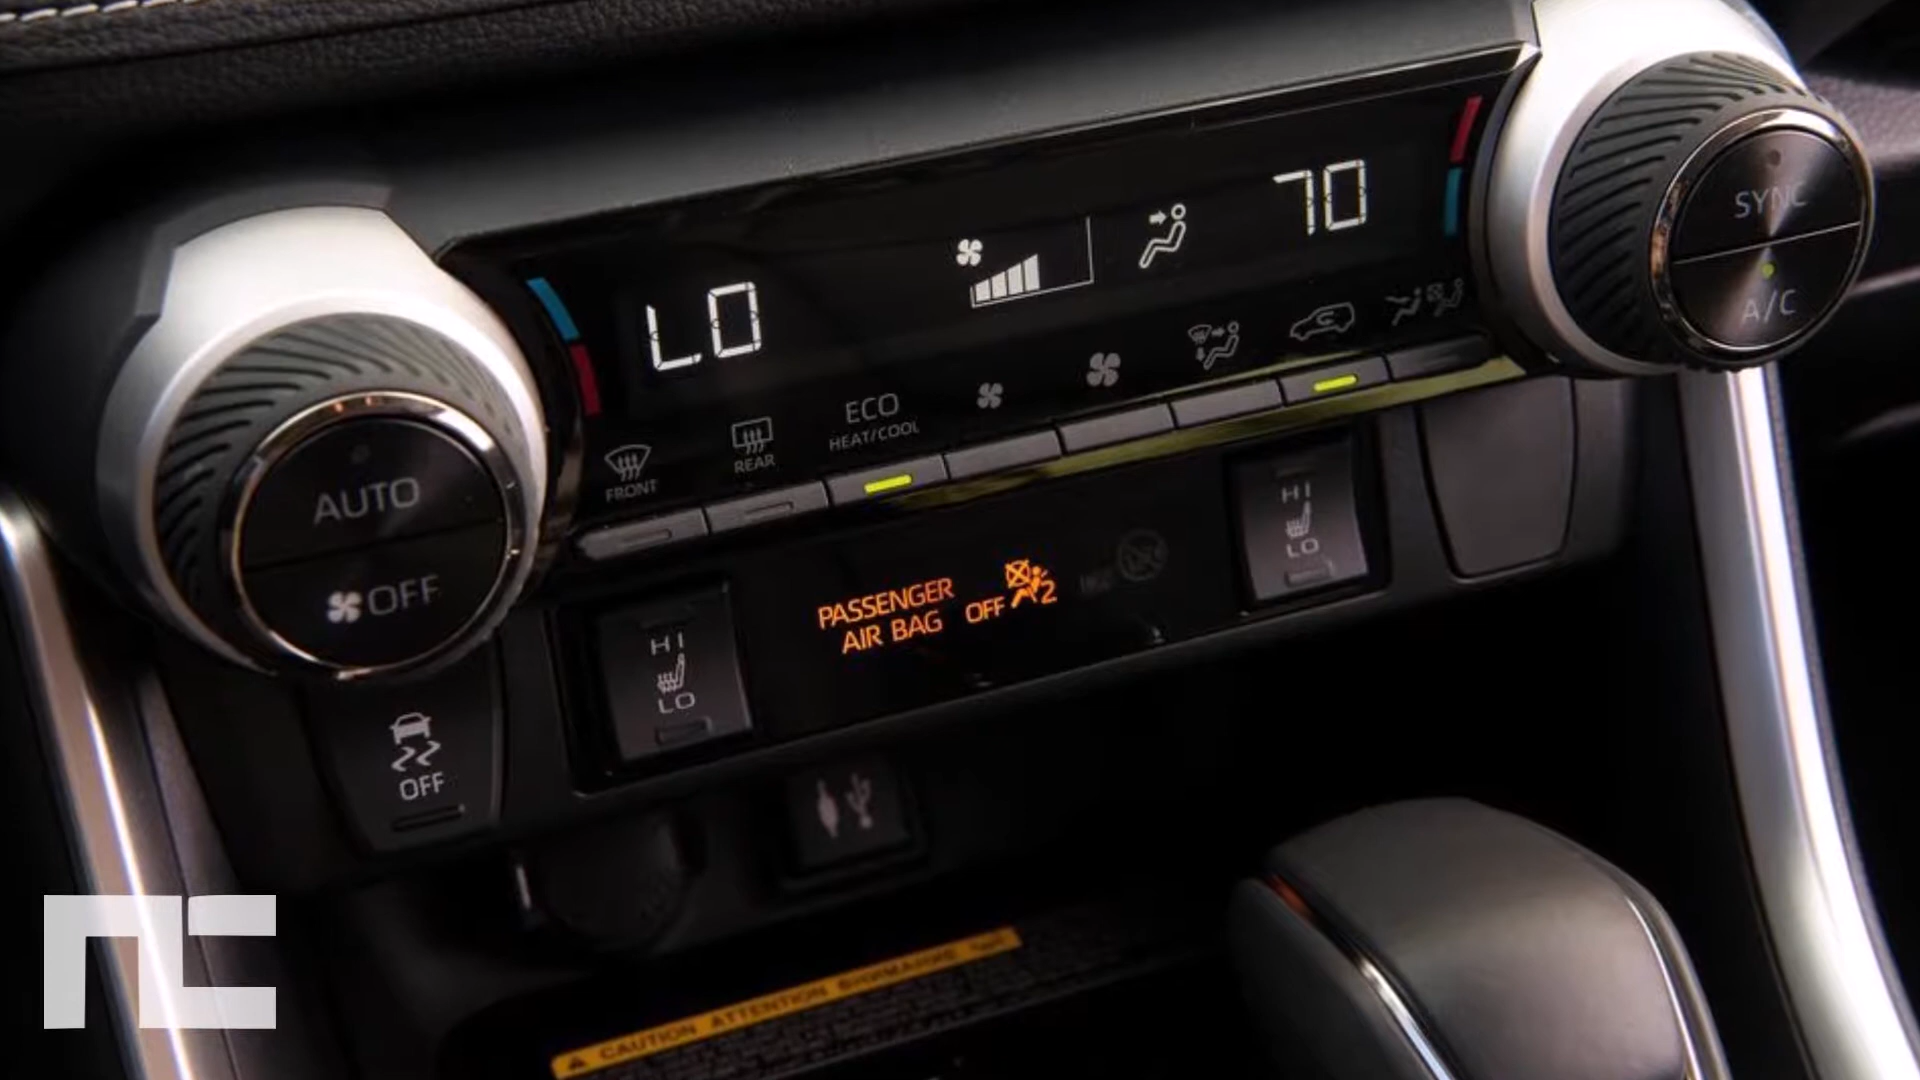 LO
70
SYNC
A/C
AUTO
OFF
FRONT
REAR
ECO
HEAT/COOL
PASSENGER
AIR BAG OFF 2
HI
LO
HI
LO
OFF
CAUTION ATTENTION